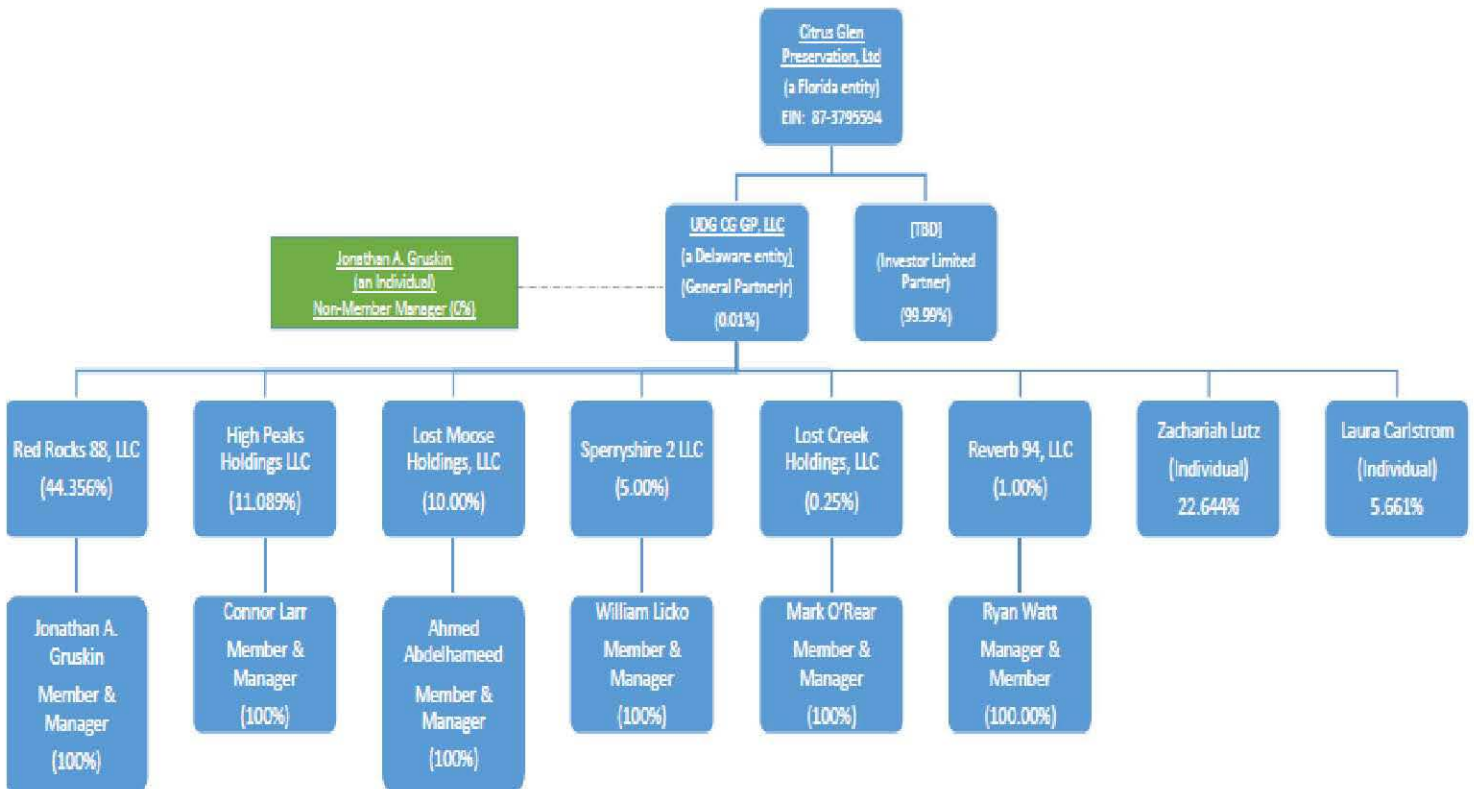 Citrus Glen
Preservation, Ltd
(a Florida entity)
EIN: 87-3795594
UDG CG GP, LLC
(a Delaware entity)
(General Partner)r)
(0.01%)
[TBD]
(Investor Limited
Partner)
(99.99%)
Jonathan A. Gruskin
(an Individual)
Non-Member Manager (0%)
Red Rocks 88, LLC
(44.356%)
High Peaks
Holdings LLC
(11.089%)
Lost Moose
Holdings, LLC
(10.00%)
Sperryshire 2 LLC
(5.00%)
Lost Creek
Holdings, LLC
(0.25%)
Reverb 94, LLC
(1.00%)
Zachariah Lutz
(Individual)
22.644%
Laura Carlstrom
(Individual)
5.661%
Jonathan A.
Gruskin
Member &
Manager
(100%)
Connor Larr
Member &
Manager
(100%)
Ahmed
Abdelhameed
Member &
Manager
(100%)
William Licko
Member &
Manager
(100%)
Mark O'Rear
Member &
Manager
(100%)
Ryan Watt
Manager &
Member
(100.00%)